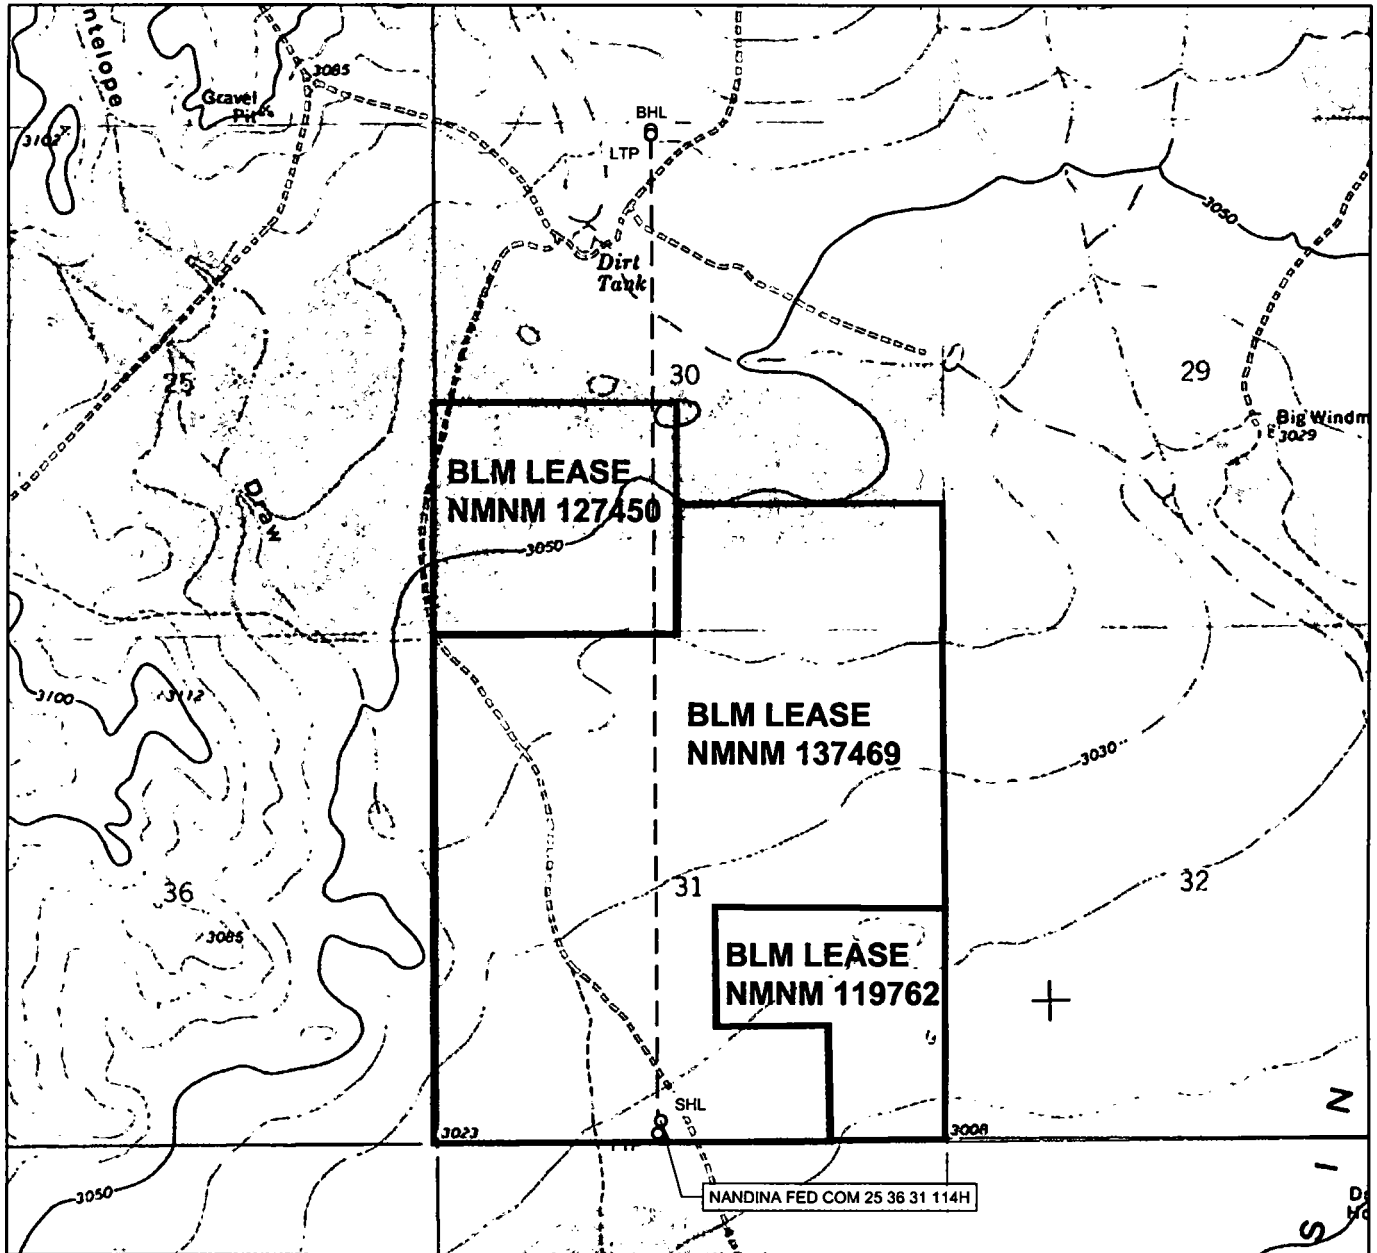 ntelope
3085
Gravel
Pit
3102
BHL
LTP
3050
Dirt
Tank
25
30
29
Big Windm
3029
BLM LEASE
NMNM 127450
Draw
3050
3100
3112
BLM LEASE
NMNM 137469
3030
36
31
32
3085
BLM LEASE
NMNM 119762
SHL
3023
3008
3050
NANDINA FED COM 25 36 31 114H
S I N